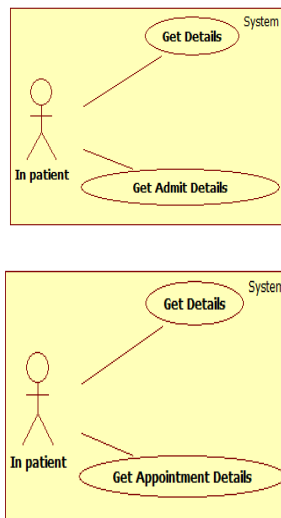 System
Get Details
In patient
Get Admit Details
System
Get Details
In patient
Get Appointment Details